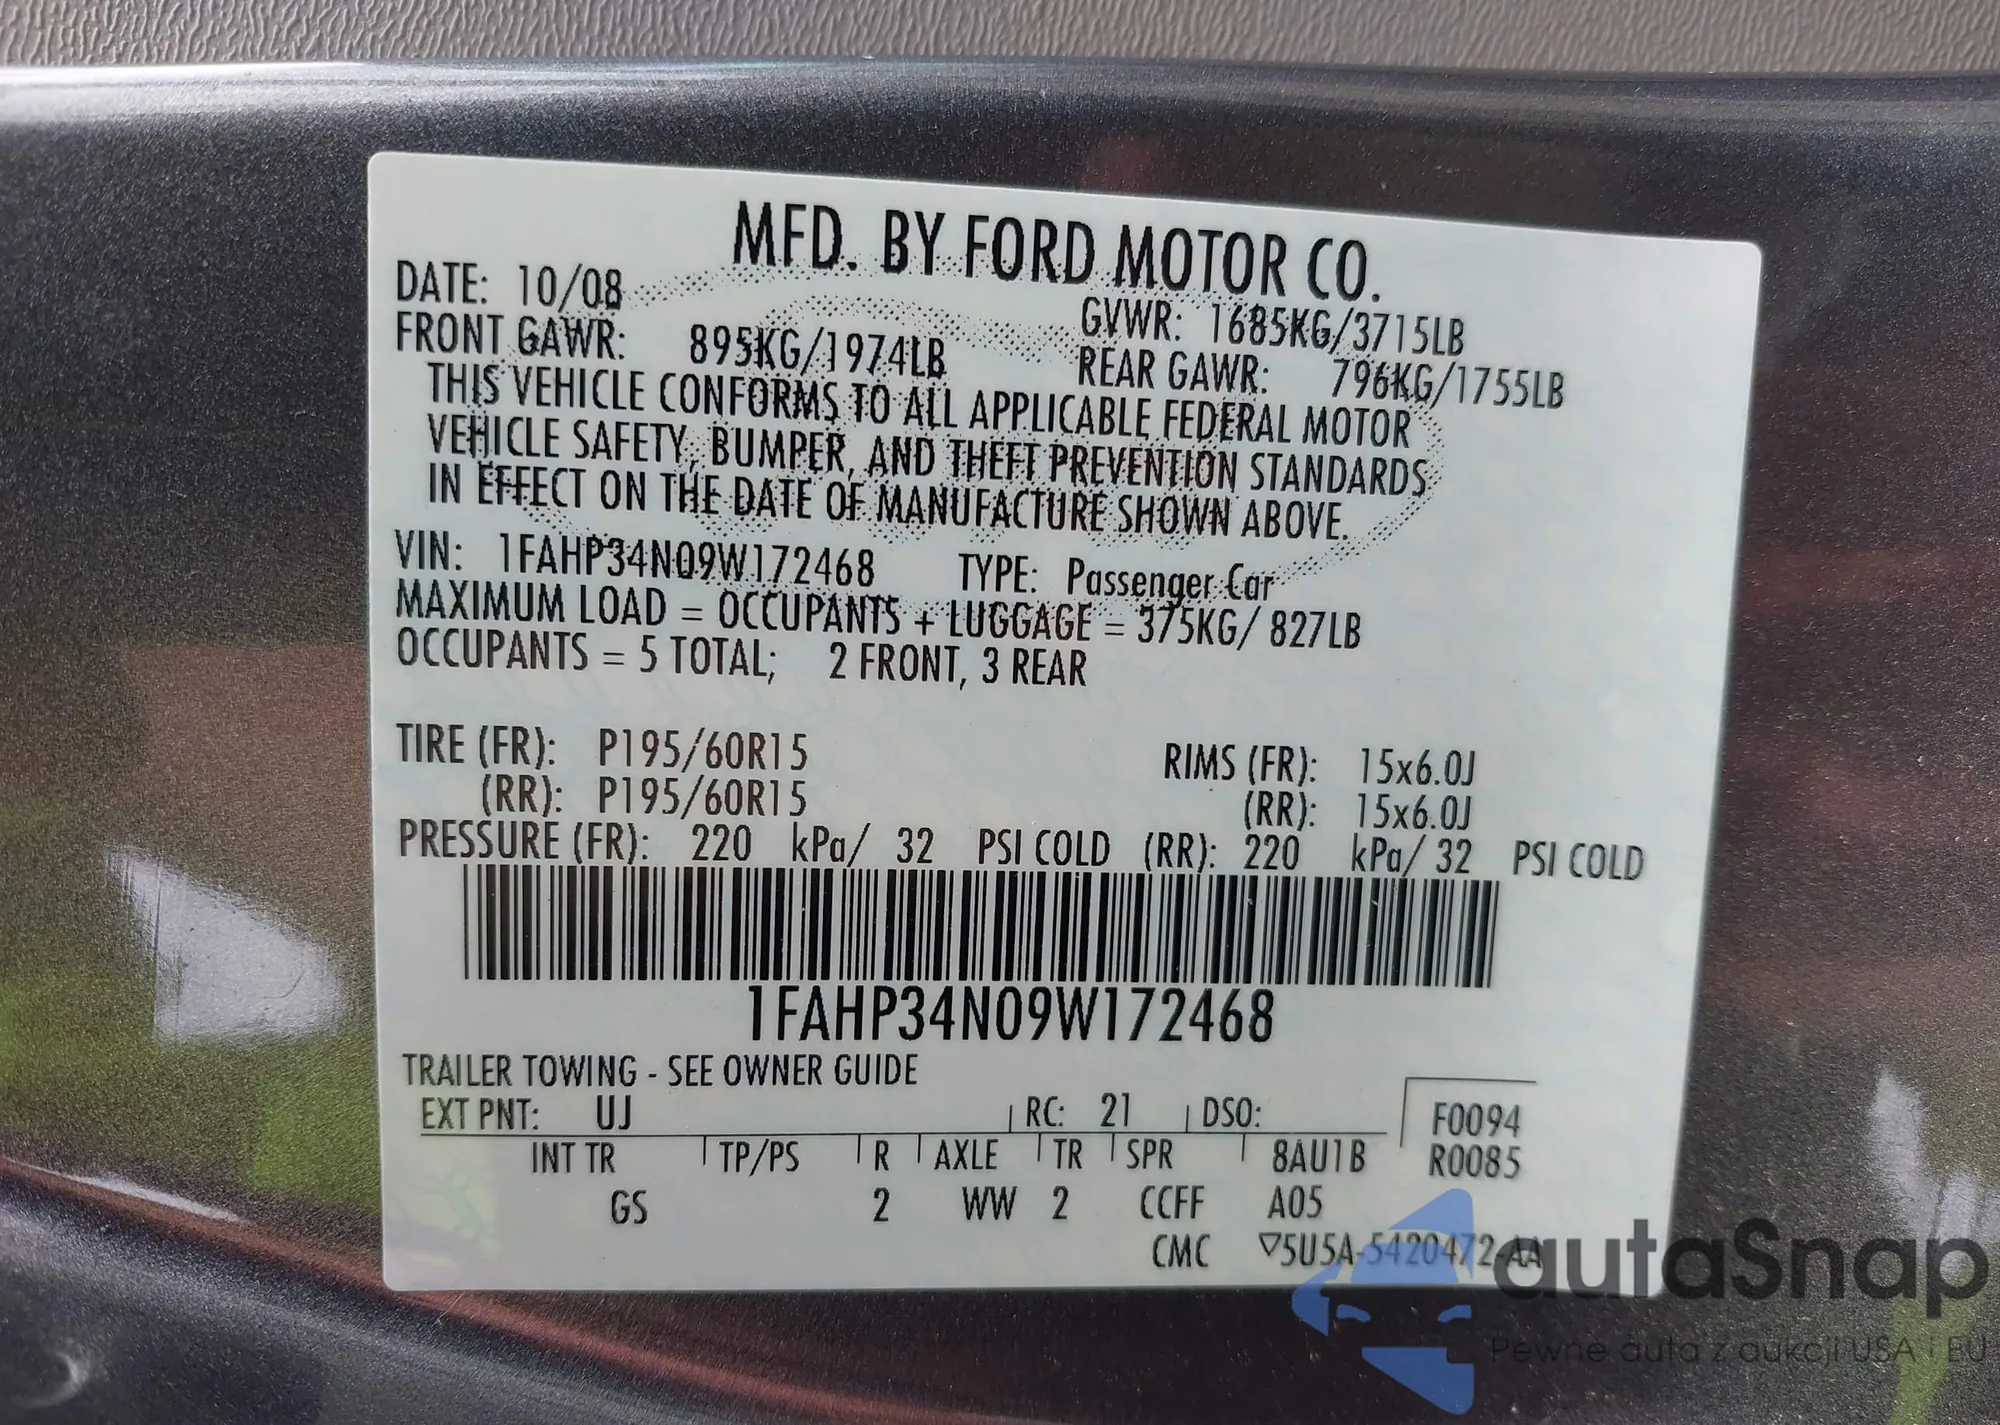 MFD. BY FORD MOTOR CO.
DATE: 10/08 GVWR: 1685KG/3715LB
FRONT GAWR: 895KG/1974LB REAR GAWR: 796KG/1755LB
THIS VEHICLE CONFORMS TO ALL APPLICABLE FEDERAL MOTOR
VEHICLE SAFETY, BUMPER, AND THEFT PREVENTION STANDARDS
IN EFFECT ON THE DATE OF MANUFACTURE SHOWN ABOVE.
VIN: 1FAHP34N09W172468 TYPE: Passenger Car
MAXIMUM LOAD = OCCUPANTS + LUGGAGE = 375KG/ 827LB
OCCUPANTS = 5 TOTAL; 2 FRONT, 3 REAR
TIRE (FR): P195/60R15 RIMS (FR): 15x6.0J
(RR): P195/60R15 (RR): 15x6.0J
PRESSURE (FR): 220 kPa/ 32 PSI COLD (RR): 220 kPa/ 32 PSI COLD
1FAHP34N09W172468
TRAILER TOWING - SEE OWNER GUIDE
EXT PNT: UJ RC: 21 DSO: F0094
INT TR TP/PS R AXLE TR SPR 8AU1B R0085
GS 2 WW 2 CCFF A05
CMC ▽5U5A-5420472-AA
autaSnap
Pewne auta z aukcji USA i EU